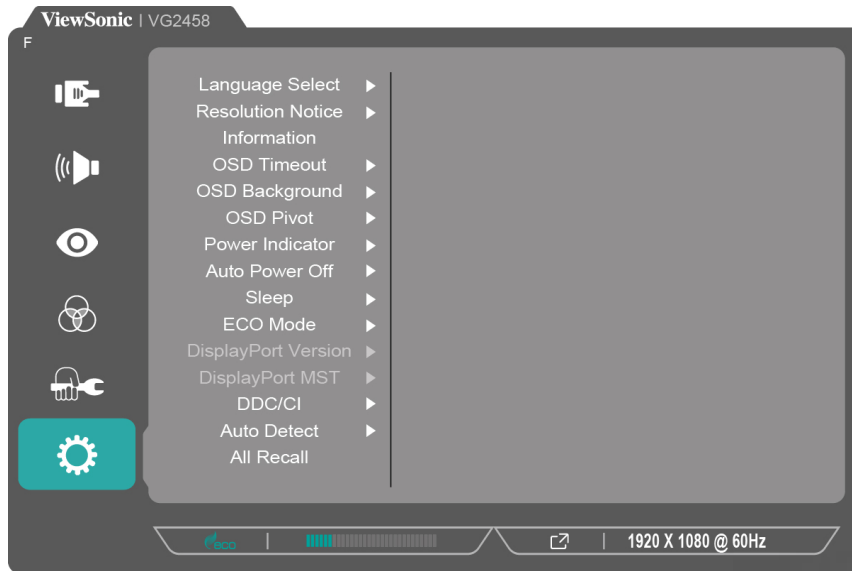 ViewSonic | VG2458
F
Language Select
Resolution Notice
Information
OSD Timeout
OSD Background
OSD Pivot
Power Indicator
Auto Power Off
Sleep
ECO Mode
DisplayPort Version
DisplayPort MST
DDC/CI
Auto Detect
All Recall
eco | | 1920 X 1080 @ 60Hz